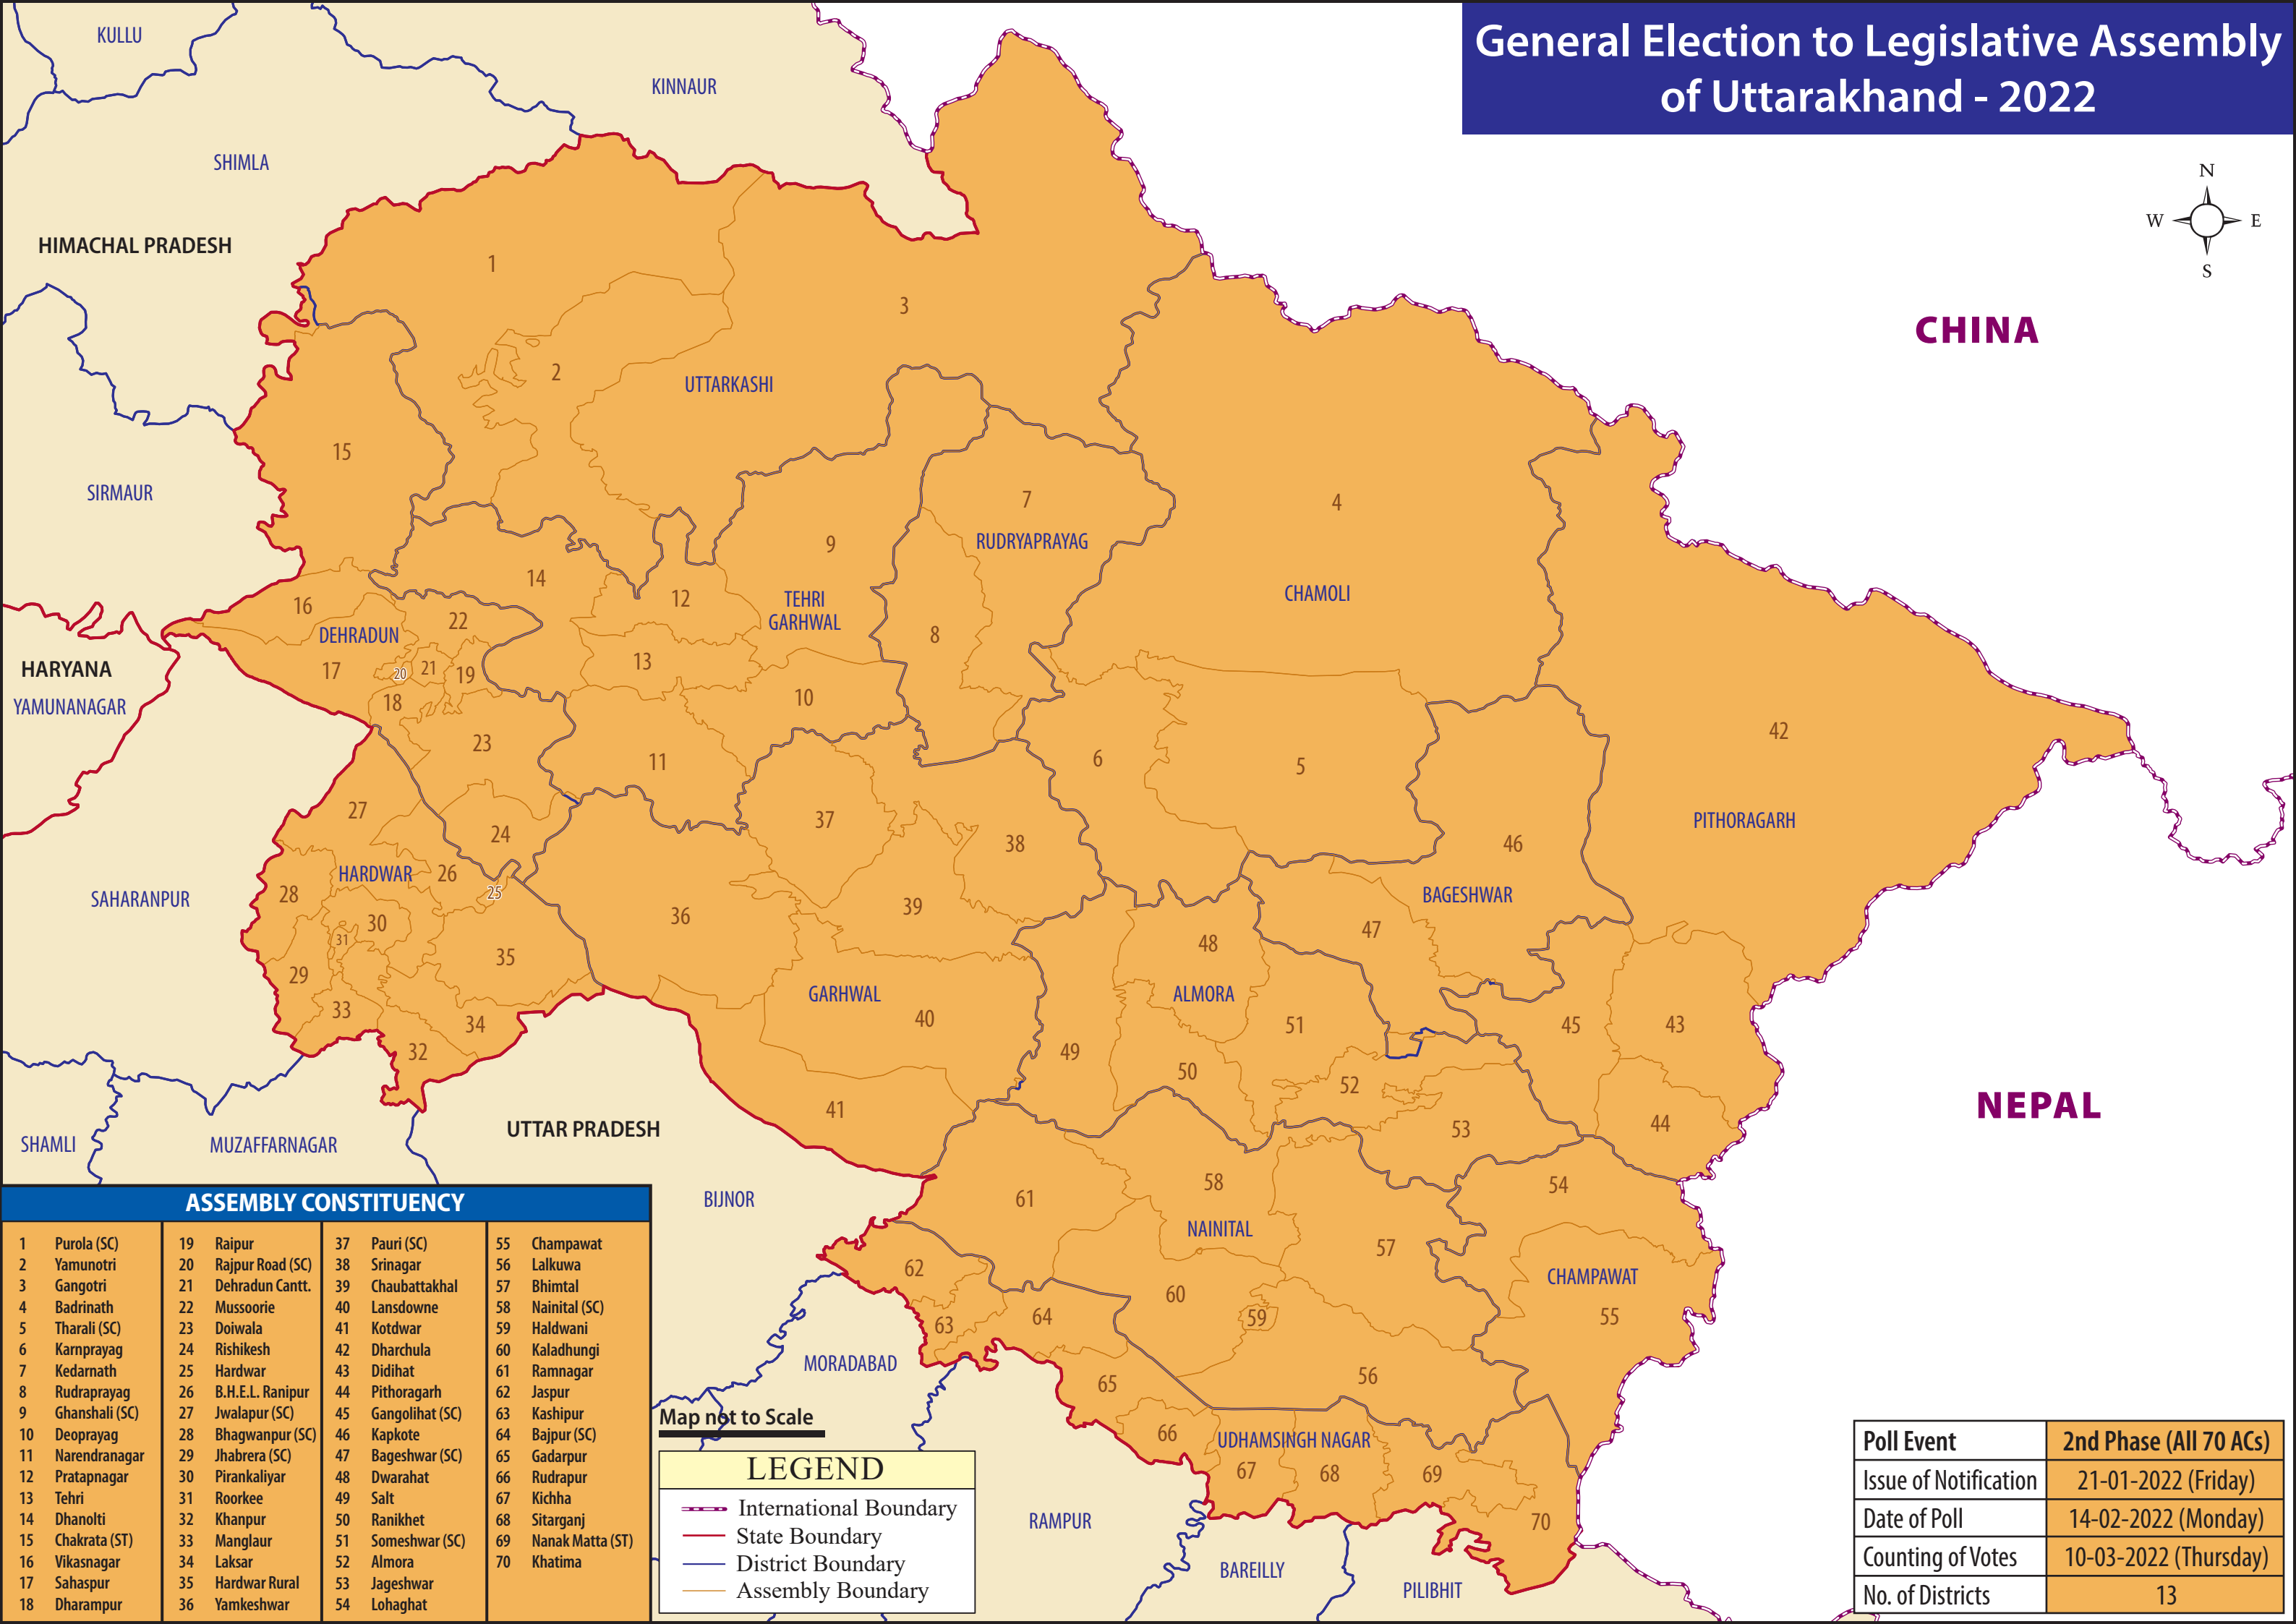 General Election to Legislative Assembly
of Uttarakhand - 2022
KULLU
KINNAUR
SHIMLA
HIMACHAL PRADESH
SIRMAUR
HARYANA
YAMUNANAGAR
SAHARANPUR
SHAMLI
MUZAFFARNAGAR
UTTAR PRADESH
BIJNOR
MORADABAD
RAMPUR
BAREILLY
PILIBHIT
CHINA
NEPAL
N
W
E
S
1
2
3
UTTARKASHI
15
4
7
RUDRYAPRAYAG
9
CHAMOLI
14
12
TEHRI
GARHWAL
16
22
DEHRADUN
8
13
17
20
21
19
10
18
42
23
11
6
5
PITHORAGARH
27
37
24
38
46
HARDWAR
26
25
28
BAGESHWAR
39
36
30
47
31
48
35
29
GARHWAL
ALMORA
33
34
40
51
45
43
32
49
50
52
41
53
44
58
54
61
NAINITAL
57
62
CHAMPAWAT
60
63
64
59
55
56
65
66
UDHAMSINGH NAGAR
67
68
69
70
ASSEMBLY CONSTITUENCY
1 Purola (SC)
2 Yamunotri
3 Gangotri
4 Badrinath
5 Tharali (SC)
6 Karnprayag
7 Kedarnath
8 Rudraprayag
9 Ghanshali (SC)
10 Deoprayag
11 Narendranagar
12 Pratapnagar
13 Tehri
14 Dhanolti
15 Chakrata (ST)
16 Vikasnagar
17 Sahaspur
18 Dharampur
19 Raipur
20 Rajpur Road (SC)
21 Dehradun Cantt.
22 Mussoorie
23 Doiwala
24 Rishikesh
25 Hardwar
26 B.H.E.L. Ranipur
27 Jwalapur (SC)
28 Bhagwanpur (SC)
29 Jhabrera (SC)
30 Pirankaliyar
31 Roorkee
32 Khanpur
33 Manglaur
34 Laksar
35 Hardwar Rural
36 Yamkeshwar
37 Pauri (SC)
38 Srinagar
39 Chaubattakhal
40 Lansdowne
41 Kotdwar
42 Dharchula
43 Didihat
44 Pithoragarh
45 Gangolihat (SC)
46 Kapkote
47 Bageshwar (SC)
48 Dwarahat
49 Salt
50 Ranikhet
51 Someshwar (SC)
52 Almora
53 Jageshwar
54 Lohaghat
55 Champawat
56 Lalkuwa
57 Bhimtal
58 Nainital (SC)
59 Haldwani
60 Kaladhungi
61 Ramnagar
62 Jaspur
63 Kashipur
64 Bajpur (SC)
65 Gadarpur
66 Rudrapur
67 Kichha
68 Sitarganj
69 Nanak Matta (ST)
70 Khatima
Map not to Scale
LEGEND
International Boundary
State Boundary
District Boundary
Assembly Boundary
Poll Event 2nd Phase (All 70 ACs)
Issue of Notification 21-01-2022 (Friday)
Date of Poll 14-02-2022 (Monday)
Counting of Votes 10-03-2022 (Thursday)
No. of Districts 13